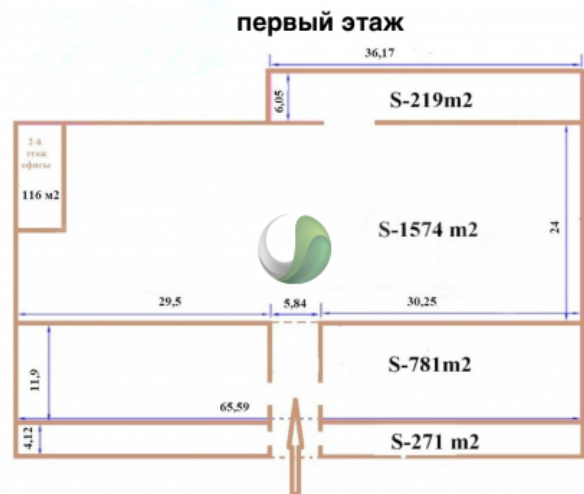 первый этаж
36,17
6,05
S-219m2
2-й
этаж
офисы
116 м2
S-1574 m2
24
29,5
5,84
30,25
11,9
S-781m2
65,59
4,12
S-271 m2